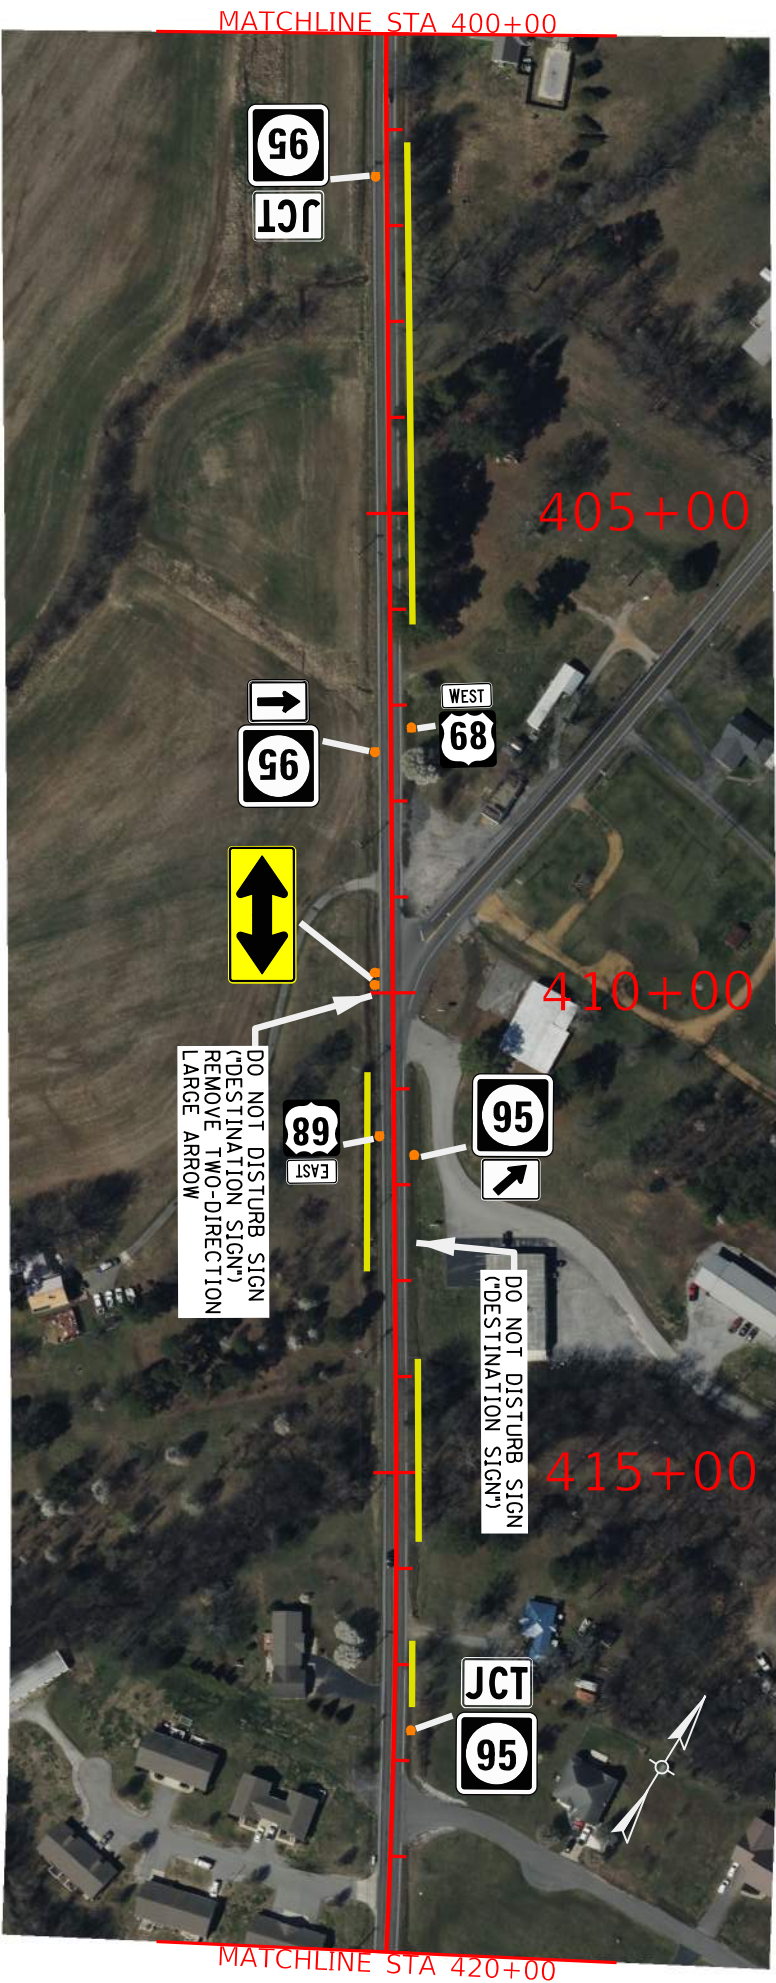 MATCHLINE STA 400+00
95
JCT
405+00
WEST
68
95
410+00
DO NOT DISTURB SIGN
("DESTINATION SIGN")
REMOVE TWO-DIRECTION
LARGE ARROW
95
68
EAST
DO NOT DISTURB SIGN
("DESTINATION SIGN")
415+00
JCT
95
MATCHLINE STA 420+00